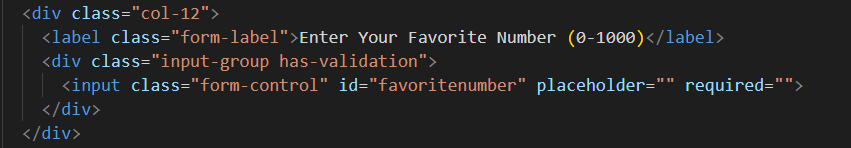 <div class="col-12">
<label class="form-label">Enter Your Favorite Number (0-1000)</label>
<div class="input-group has-validation">
<input class="form-control" id="favoritenumber" placeholder="" required="">
</div>
</div>